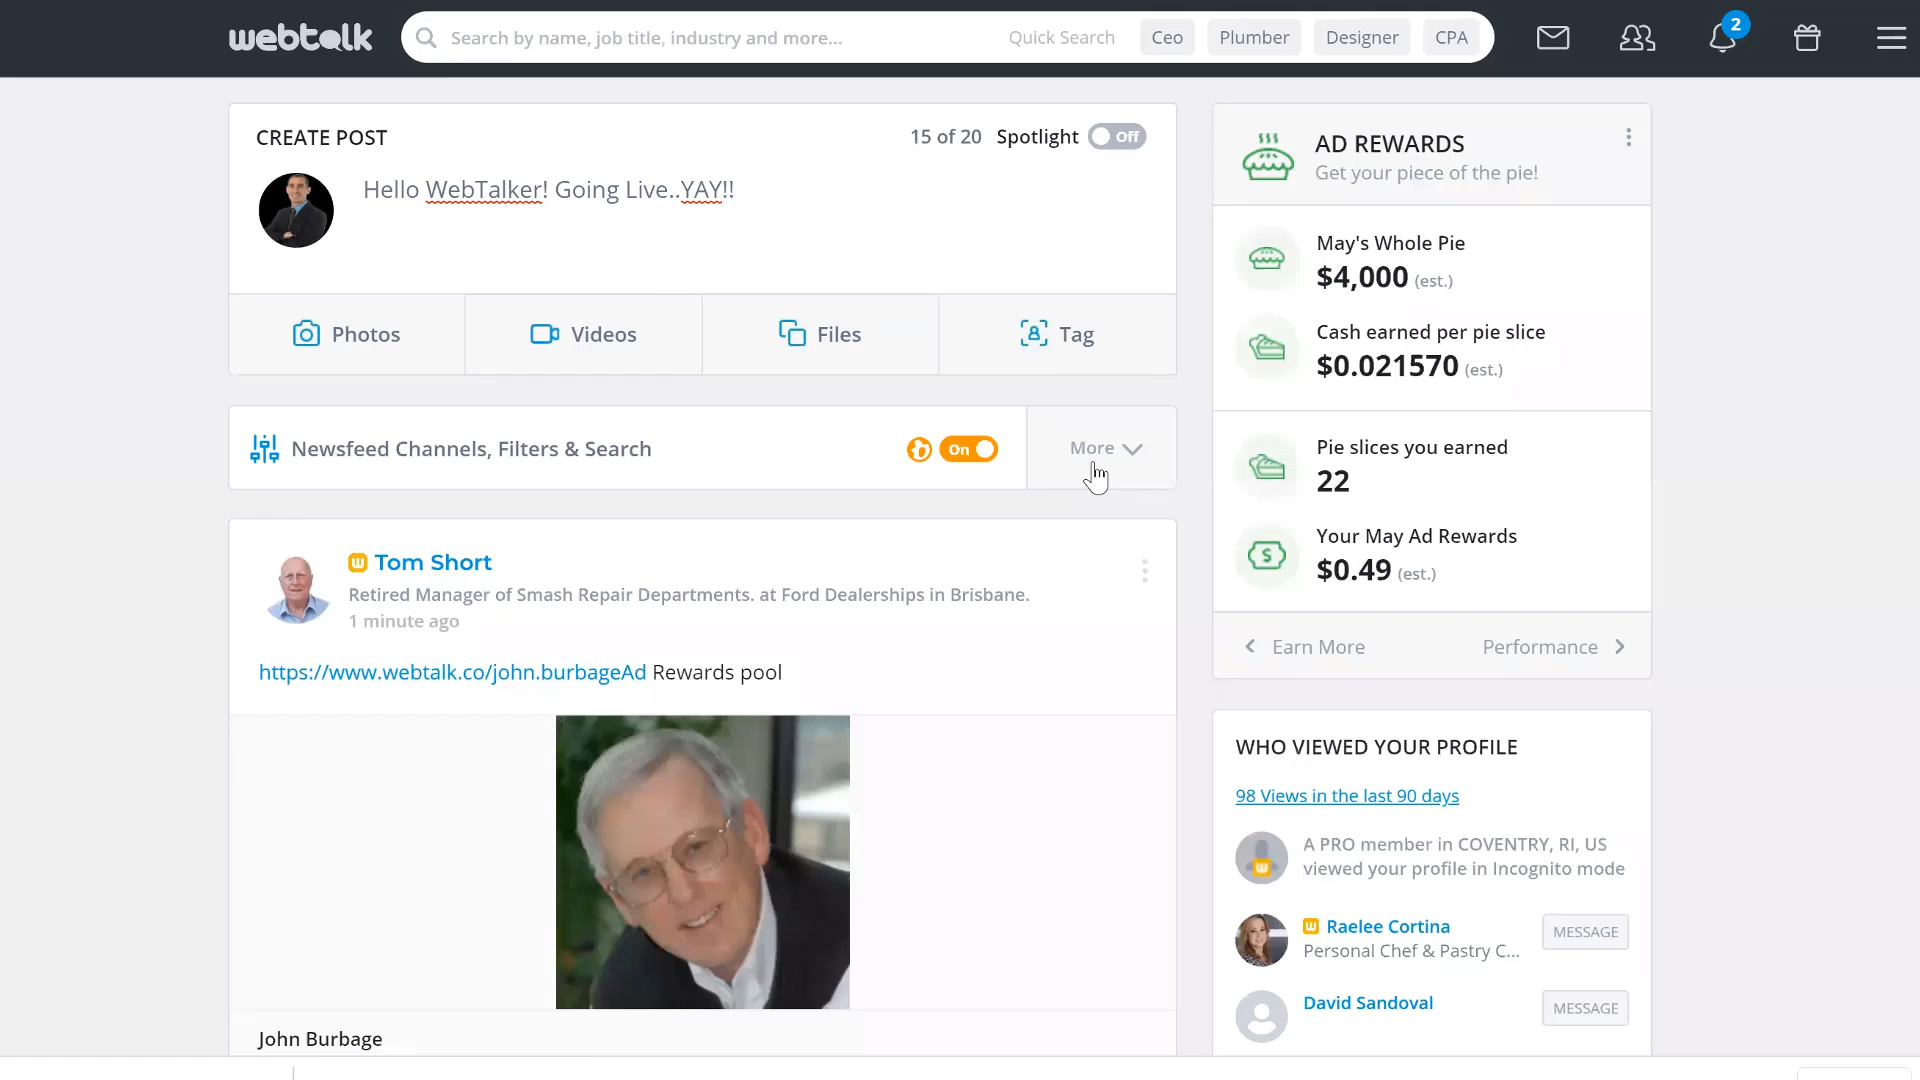 webtalk
Search by name, job title, industry and more...
Quick Search
Ceo
Plumber
Designer
CPA
2
CREATE POST
15 of 20
Spotlight
Off
Hello WebTalker! Going Live..YAY!!
Photos
Videos
Files
Tag
Newsfeed Channels, Filters & Search
On
More
Tom Short
Retired Manager of Smash Repair Departments. at Ford Dealerships in Brisbane.
1 minute ago
https://www.webtalk.co/john.burbageAd Rewards pool
John Burbage
AD REWARDS
Get your piece of the pie!
May's Whole Pie
$4,000 (est.)
Cash earned per pie slice
$0.021570 (est.)
Pie slices you earned
22
Your May Ad Rewards
$0.49 (est.)
Earn More
Performance
WHO VIEWED YOUR PROFILE
98 Views in the last 90 days
A PRO member in COVENTRY, RI, US
viewed your profile in Incognito mode
Raelee Cortina
Personal Chef & Pastry C...
MESSAGE
David Sandoval
MESSAGE